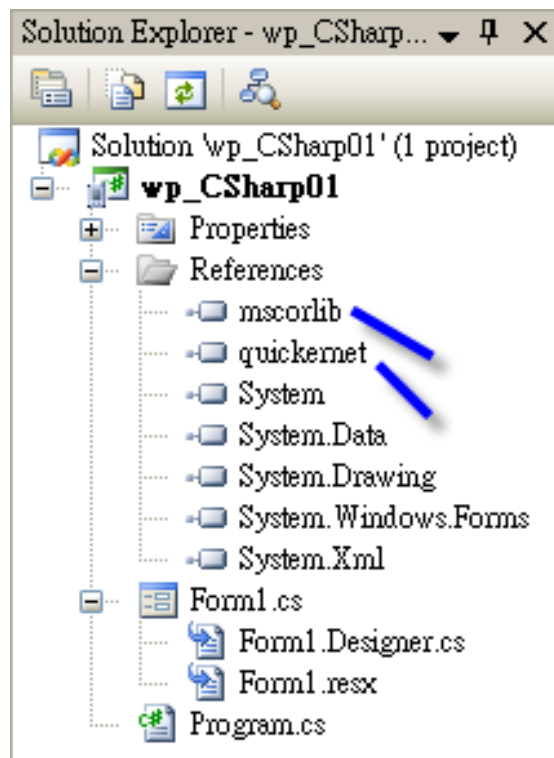 Solution Explorer - wp_CSharp...
Solution 'wp_CSharp01' (1 project)
wp_CSharp01
Properties
References
mscorlib
quickernet
System
System.Data
System.Drawing
System.Windows.Forms
System.Xml
Form1.cs
Form1.Designer.cs
Form1.resx
Program.cs